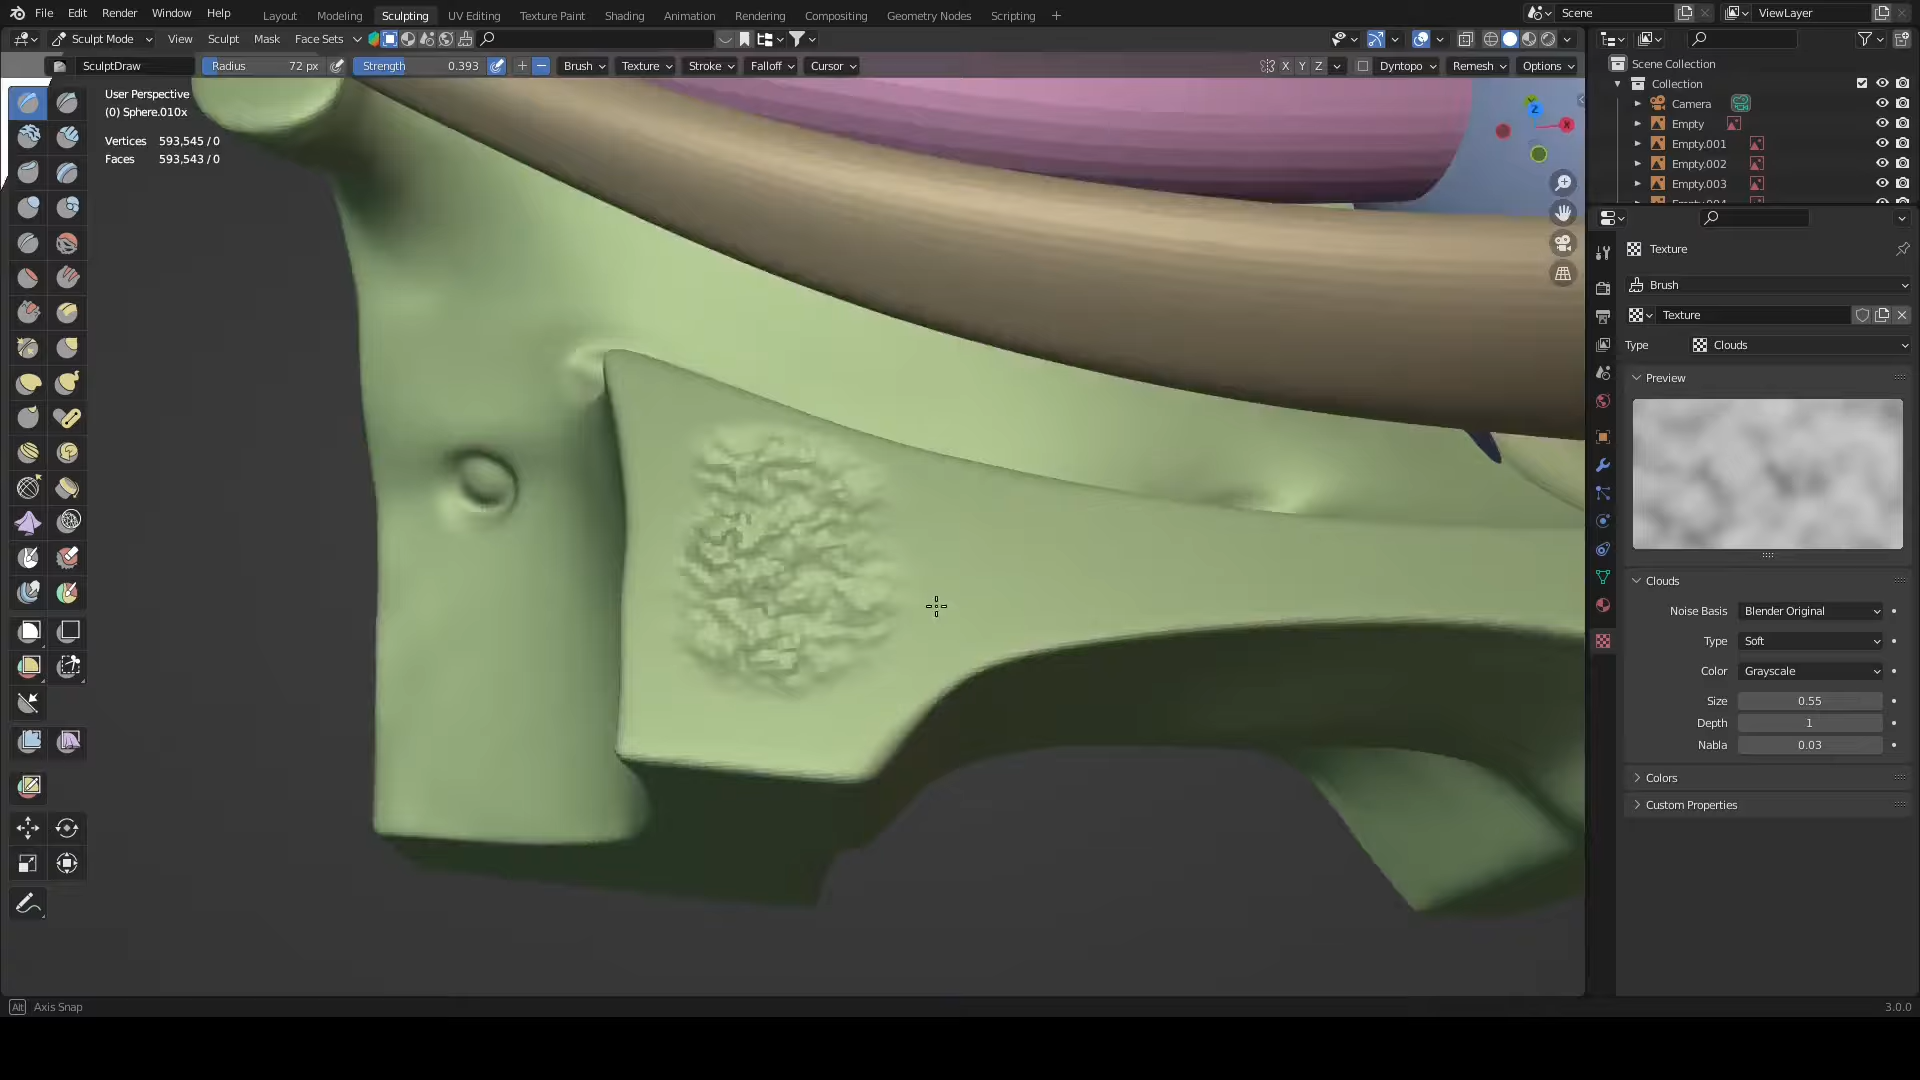 File Edit Render Window Help
Layout Modeling Sculpting UV Editing Texture Paint Shading Animation Rendering Compositing Geometry Nodes Scripting +
Scene
ViewLayer
Sculpt Mode View Sculpt Mask Face Sets
SculptDraw
Radius 72 px
Strength 0.393
Brush Texture Stroke Falloff Cursor
X Y Z
Dyntopo Remesh Options
User Perspective
(0) Sphere.010x
Vertices 593,545 / 0
Faces 593,543 / 0
Z
X
Scene Collection
Collection
Camera
Empty
Empty.001
Empty.002
Empty.003
Texture
Brush
Texture
Type Clouds
Preview
Clouds
Noise Basis Blender Original
Type Soft
Color Grayscale
Size 0.55
Depth 1
Nabla 0.03
Colors
Custom Properties
Alt Axis Snap
3.0.0